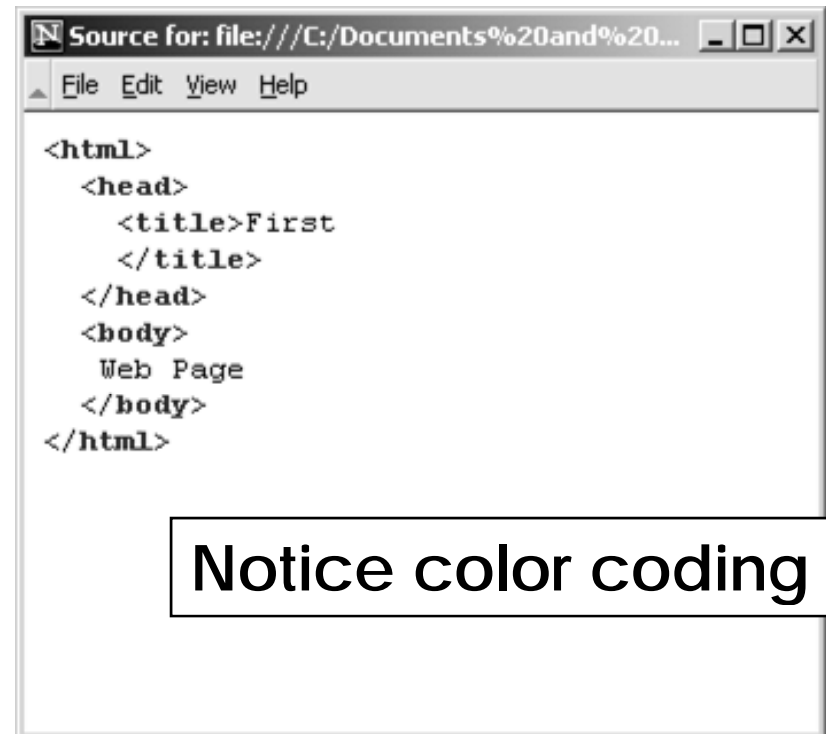 N Source for: file:///C:/Documents%20and%20...
File Edit View Help
<html>
<head>
<title>First
</title>
</head>
<body>
Web Page
</body>
</html>
Notice color coding